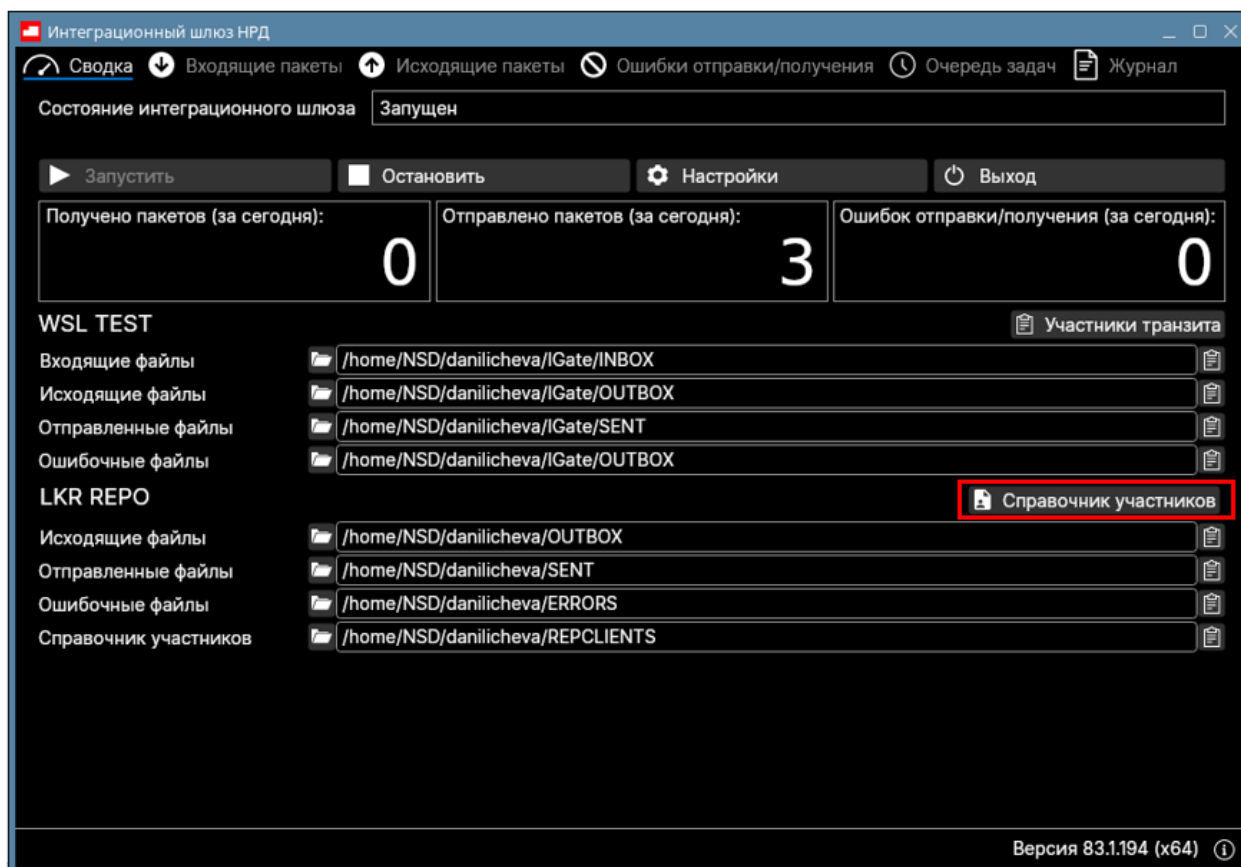 Интеграционный шлюз НРД
Сводка Входящие пакеты Исходящие пакеты Ошибки отправки/получения Очередь задач Журнал
Состояние интеграционного шлюза Запущен
Запустить Остановить Настройки Выход
Получено пакетов (за сегодня): Отправлено пакетов (за сегодня): Ошибок отправки/получения (за сегодня):
0 3 0
WSL TEST Участники транзита
Входящие файлы /home/NSD/danilicheva/IGate/INBOX
Исходящие файлы /home/NSD/danilicheva/IGate/OUTBOX
Отправленные файлы /home/NSD/danilicheva/IGate/SENT
Ошибочные файлы /home/NSD/danilicheva/IGate/OUTBOX
LKR REPO Справочник участников
Исходящие файлы /home/NSD/danilicheva/OUTBOX
Отправленные файлы /home/NSD/danilicheva/SENT
Ошибочные файлы /home/NSD/danilicheva/ERRORS
Справочник участников /home/NSD/danilicheva/REPCLIENTS
Версия 83.1.194 (x64)